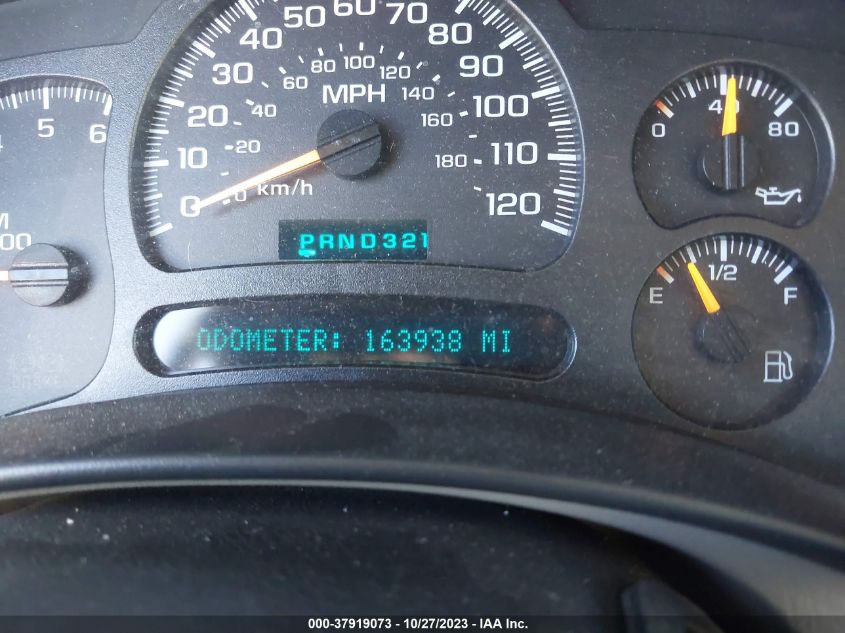 50 60 70
40 80
30 90
20 100
10 110
0 120
MPH
20 40 60 80 100 120 140 160 180
0 km/h
PRND321
ODOMETER: 163938 MI
5 6
00
0 40 80
E 1/2 F
000-37919073 - 10/27/2023 - IAA Inc.